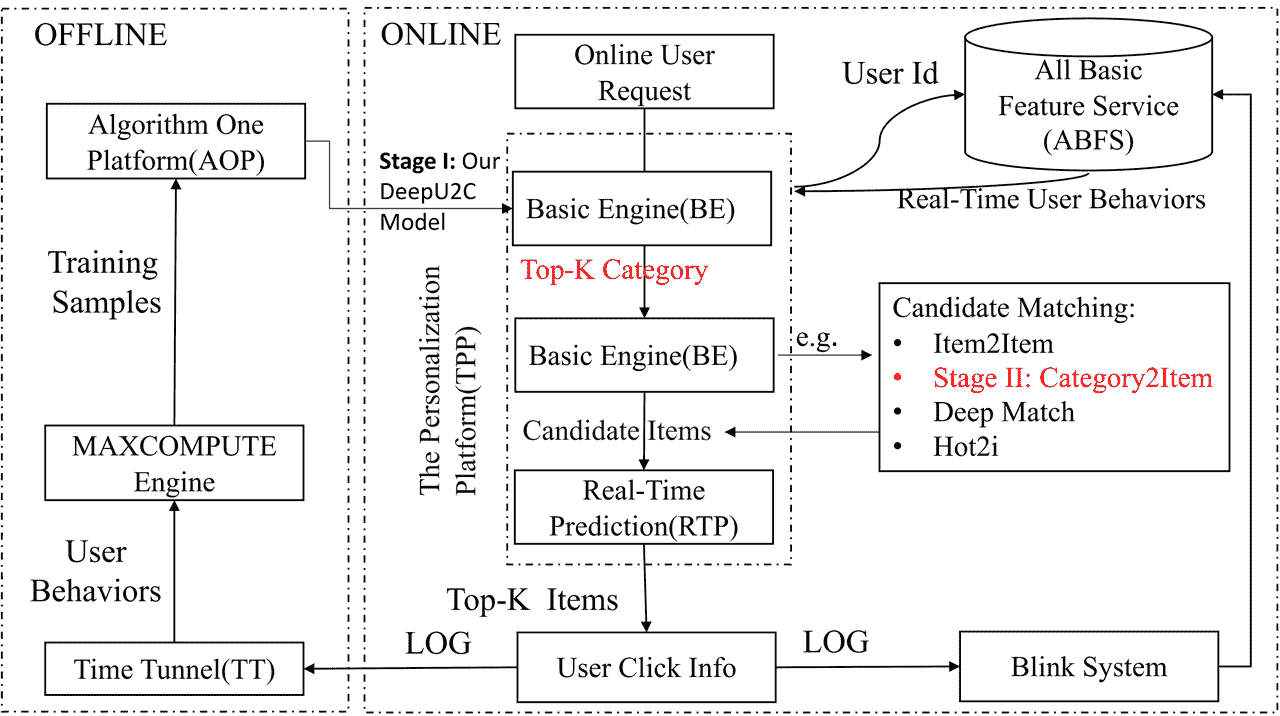 OFFLINE
Algorithm One
Platform(AOP)
Training
Samples
MAXCOMPUTE
Engine
User
Behaviors
Time Tunnel(TT)
ONLINE
Online User
Request
User Id
All Basic
Feature Service
(ABFS)
Stage I: Our
DeepU2C
Model
Basic Engine(BE)
Real-Time User Behaviors
Top-K Category
The Personalization
Platform(TPP)
Basic Engine(BE)
e.g.
Candidate Matching:
• Item2Item
• Stage II: Category2Item
• Deep Match
• Hot2i
Candidate Items
Real-Time
Prediction(RTP)
Top-K Items
LOG
User Click Info
LOG
Blink System